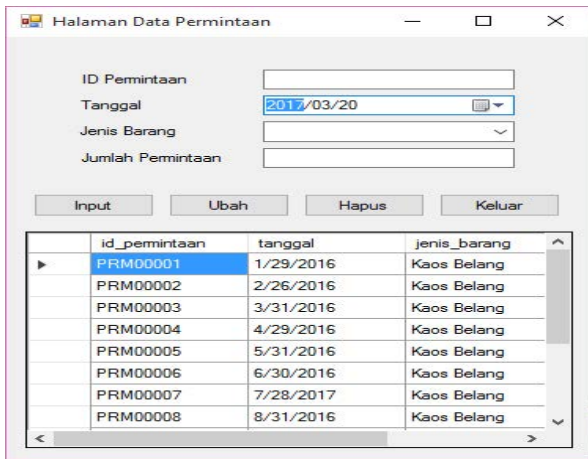 Halaman Data Permintaan
ID Permintaan
Tanggal 2017/03/20
Jenis Barang
Jumlah Permintaan
Input Ubah Hapus Keluar
id_permintaan tanggal jenis_barang
PRM00001 1/29/2016 Kaos Belang
PRM00002 2/26/2016 Kaos Belang
PRM00003 3/31/2016 Kaos Belang
PRM00004 4/29/2016 Kaos Belang
PRM00005 5/31/2016 Kaos Belang
PRM00006 6/30/2016 Kaos Belang
PRM00007 7/28/2017 Kaos Belang
PRM00008 8/31/2016 Kaos Belang